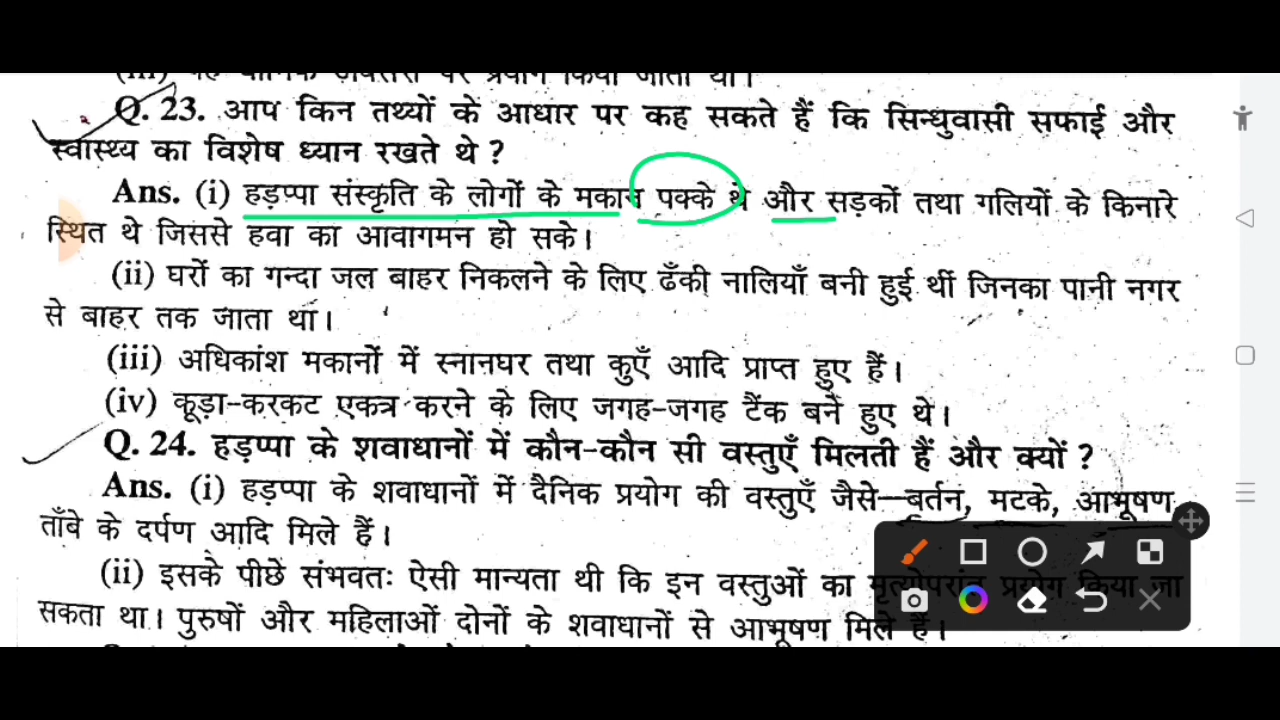 Q. 23. आप किन तथ्यों के आधार पर कह सकते हैं कि सिन्धुवासी सफाई और
स्वास्थ्य का विशेष ध्यान रखते थे ?
Ans. (i) हड़प्पा संस्कृति के लोगों के मकान पक्के थे और सड़कों तथा गलियों के किनारे
स्थित थे जिससे हवा का आवागमन हो सके।
(ii) घरों का गन्दा जल बाहर निकलने के लिए ढँकी नालियाँ बनी हुई थीं जिनका पानी नगर
से बाहर तक जाता था।
(iii) अधिकांश मकानों में स्नानघर तथा कुएँ आदि प्राप्त हुए हैं।
(iv) कूड़ा-करकट एकत्र करने के लिए जगह-जगह टैंक बने हुए थे।
Q. 24. हड़प्पा के शवाधानों में कौन-कौन सी वस्तुएँ मिलती हैं और क्यों ?
Ans. (i) हड़प्पा के शवाधानों में दैनिक प्रयोग की वस्तुएँ जैसे—बर्तन, मटके, आभूषण
ताँबे के दर्पण आदि मिले हैं।
(ii) इसके पीछे संभवतः ऐसी मान्यता थी कि इन वस्तुओं का मृत्योपरांत प्रयोग किया जा
सकता था। पुरुषों और महिलाओं दोनों के शवाधानों से आभूषण मिले हैं।